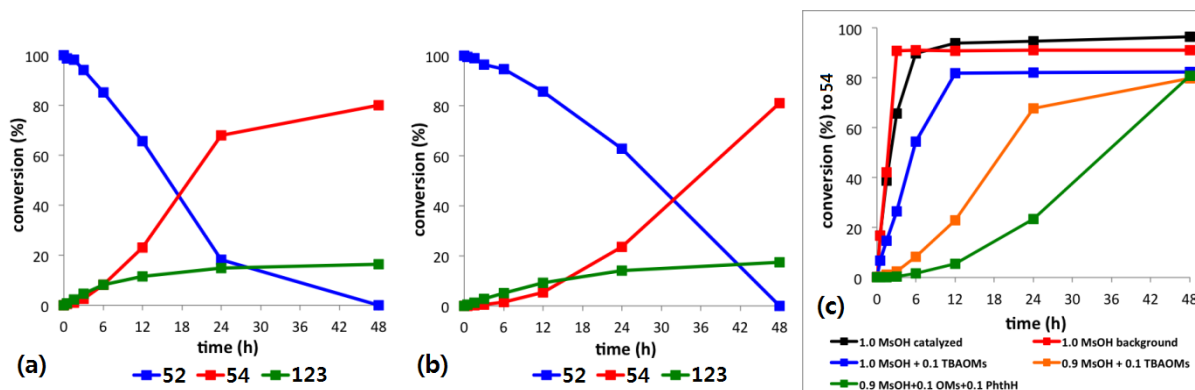 conversion (%)
100
80
60
40
20
0
0 6 12 18 24 30 36 42 48
time (h)
(a)
52 54 123
conversion (%)
100
80
60
40
20
0
0 6 12 18 24 30 36 42 48
time (h)
(b)
52 54 123
conversion (%) to 54
100
80
60
40
20
0
0 6 12 18 24 30 36 42 48
time (h)
(c)
1.0 MsOH catalyzed 1.0 MsOH background
1.0 MsOH + 0.1 TBAOMs 0.9 MsOH + 0.1 TBAOMs
0.9 MsOH+0.1 OMs+0.1 PhthH